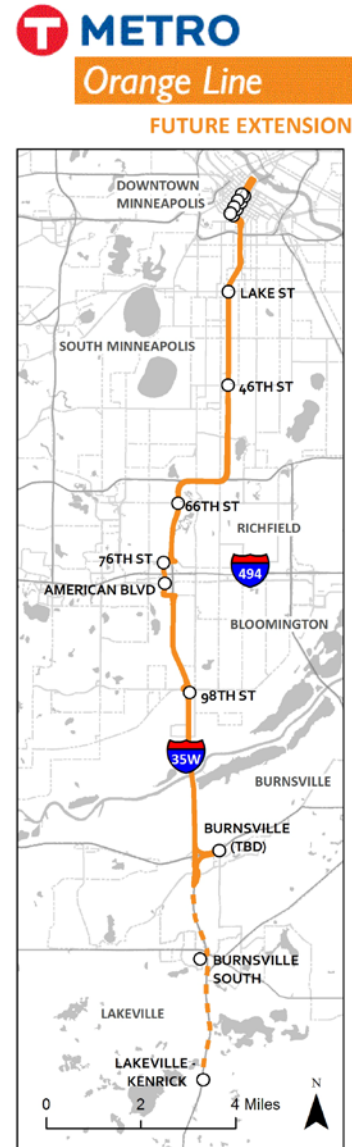 T METRO
Orange Line
FUTURE EXTENSION
DOWNTOWN
MINNEAPOLIS
LAKE ST
SOUTH MINNEAPOLIS
46TH ST
66TH ST
RICHFIELD
76TH ST
494
AMERICAN BLVD
BLOOMINGTON
98TH ST
35W
BURNSVILLE
BURNSVILLE
(TBD)
BURNSVILLE
SOUTH
LAKEVILLE
LAKEVILLE -
KENRICK
N
0 2 4 Miles